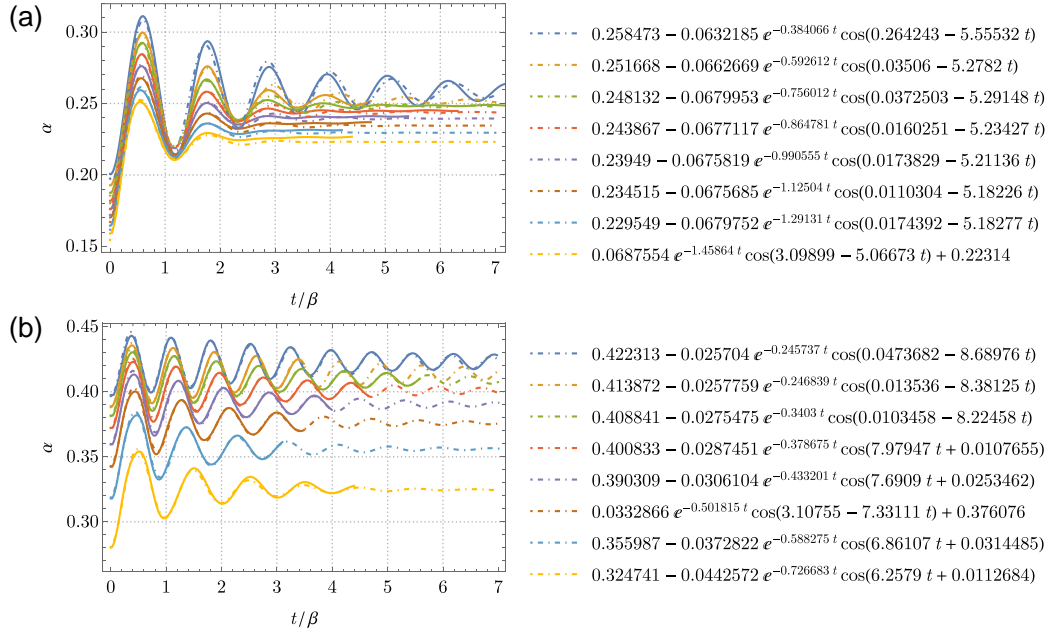 (a)
0.30
0.25
0.20
0.15
α
0 1 2 3 4 5 6 7
t/β
0.258473 − 0.0632185 e^{−0.384066 t} cos(0.264243 − 5.55532 t)
0.251668 − 0.0662669 e^{−0.592612 t} cos(0.03506 − 5.2782 t)
0.248132 − 0.0679953 e^{−0.756012 t} cos(0.0372503 − 5.29148 t)
0.243867 − 0.0677117 e^{−0.864781 t} cos(0.0160251 − 5.23427 t)
0.23949 − 0.0675819 e^{−0.990555 t} cos(0.0173829 − 5.21136 t)
0.234515 − 0.0675685 e^{−1.12504 t} cos(0.0110304 − 5.18226 t)
0.229549 − 0.0679752 e^{−1.29131 t} cos(0.0174392 − 5.18277 t)
0.0687554 e^{−1.45864 t} cos(3.09899 − 5.06673 t) + 0.22314
(b)
0.45
0.40
0.35
0.30
α
0 1 2 3 4 5 6 7
t/β
0.422313 − 0.025704 e^{−0.245737 t} cos(0.0473682 − 8.68976 t)
0.413872 − 0.0257759 e^{−0.246839 t} cos(0.013536 − 8.38125 t)
0.408841 − 0.0275475 e^{−0.3403 t} cos(0.0103458 − 8.22458 t)
0.400833 − 0.0287451 e^{−0.378675 t} cos(7.97947 t + 0.0107655)
0.390309 − 0.0306104 e^{−0.433201 t} cos(7.6909 t + 0.0253462)
0.0332866 e^{−0.501815 t} cos(3.10755 − 7.33111 t) + 0.376076
0.355987 − 0.0372822 e^{−0.588275 t} cos(6.86107 t + 0.0314485)
0.324741 − 0.0442572 e^{−0.726683 t} cos(6.2579 t + 0.0112684)